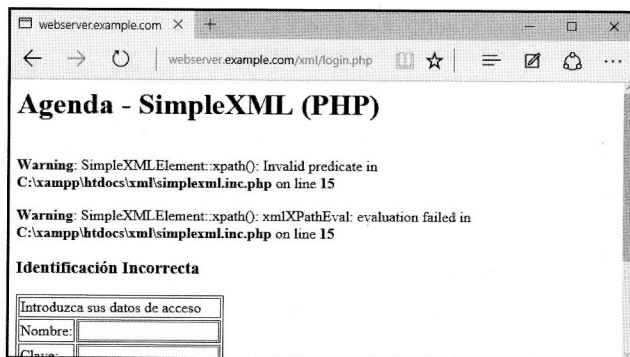 webserver.example.com
webserver.example.com/xml/login.php
Agenda - SimpleXML (PHP)
Warning: SimpleXMLElement::xpath(): Invalid predicate in
C:\xampp\htdocs\xml\simplexml.inc.php on line 15
Warning: SimpleXMLElement::xpath(): xmlXPathEval: evaluation failed in
C:\xampp\htdocs\xml\simplexml.inc.php on line 15
Identificación Incorrecta
Introduzca sus datos de acceso
Nombre:
Clave: